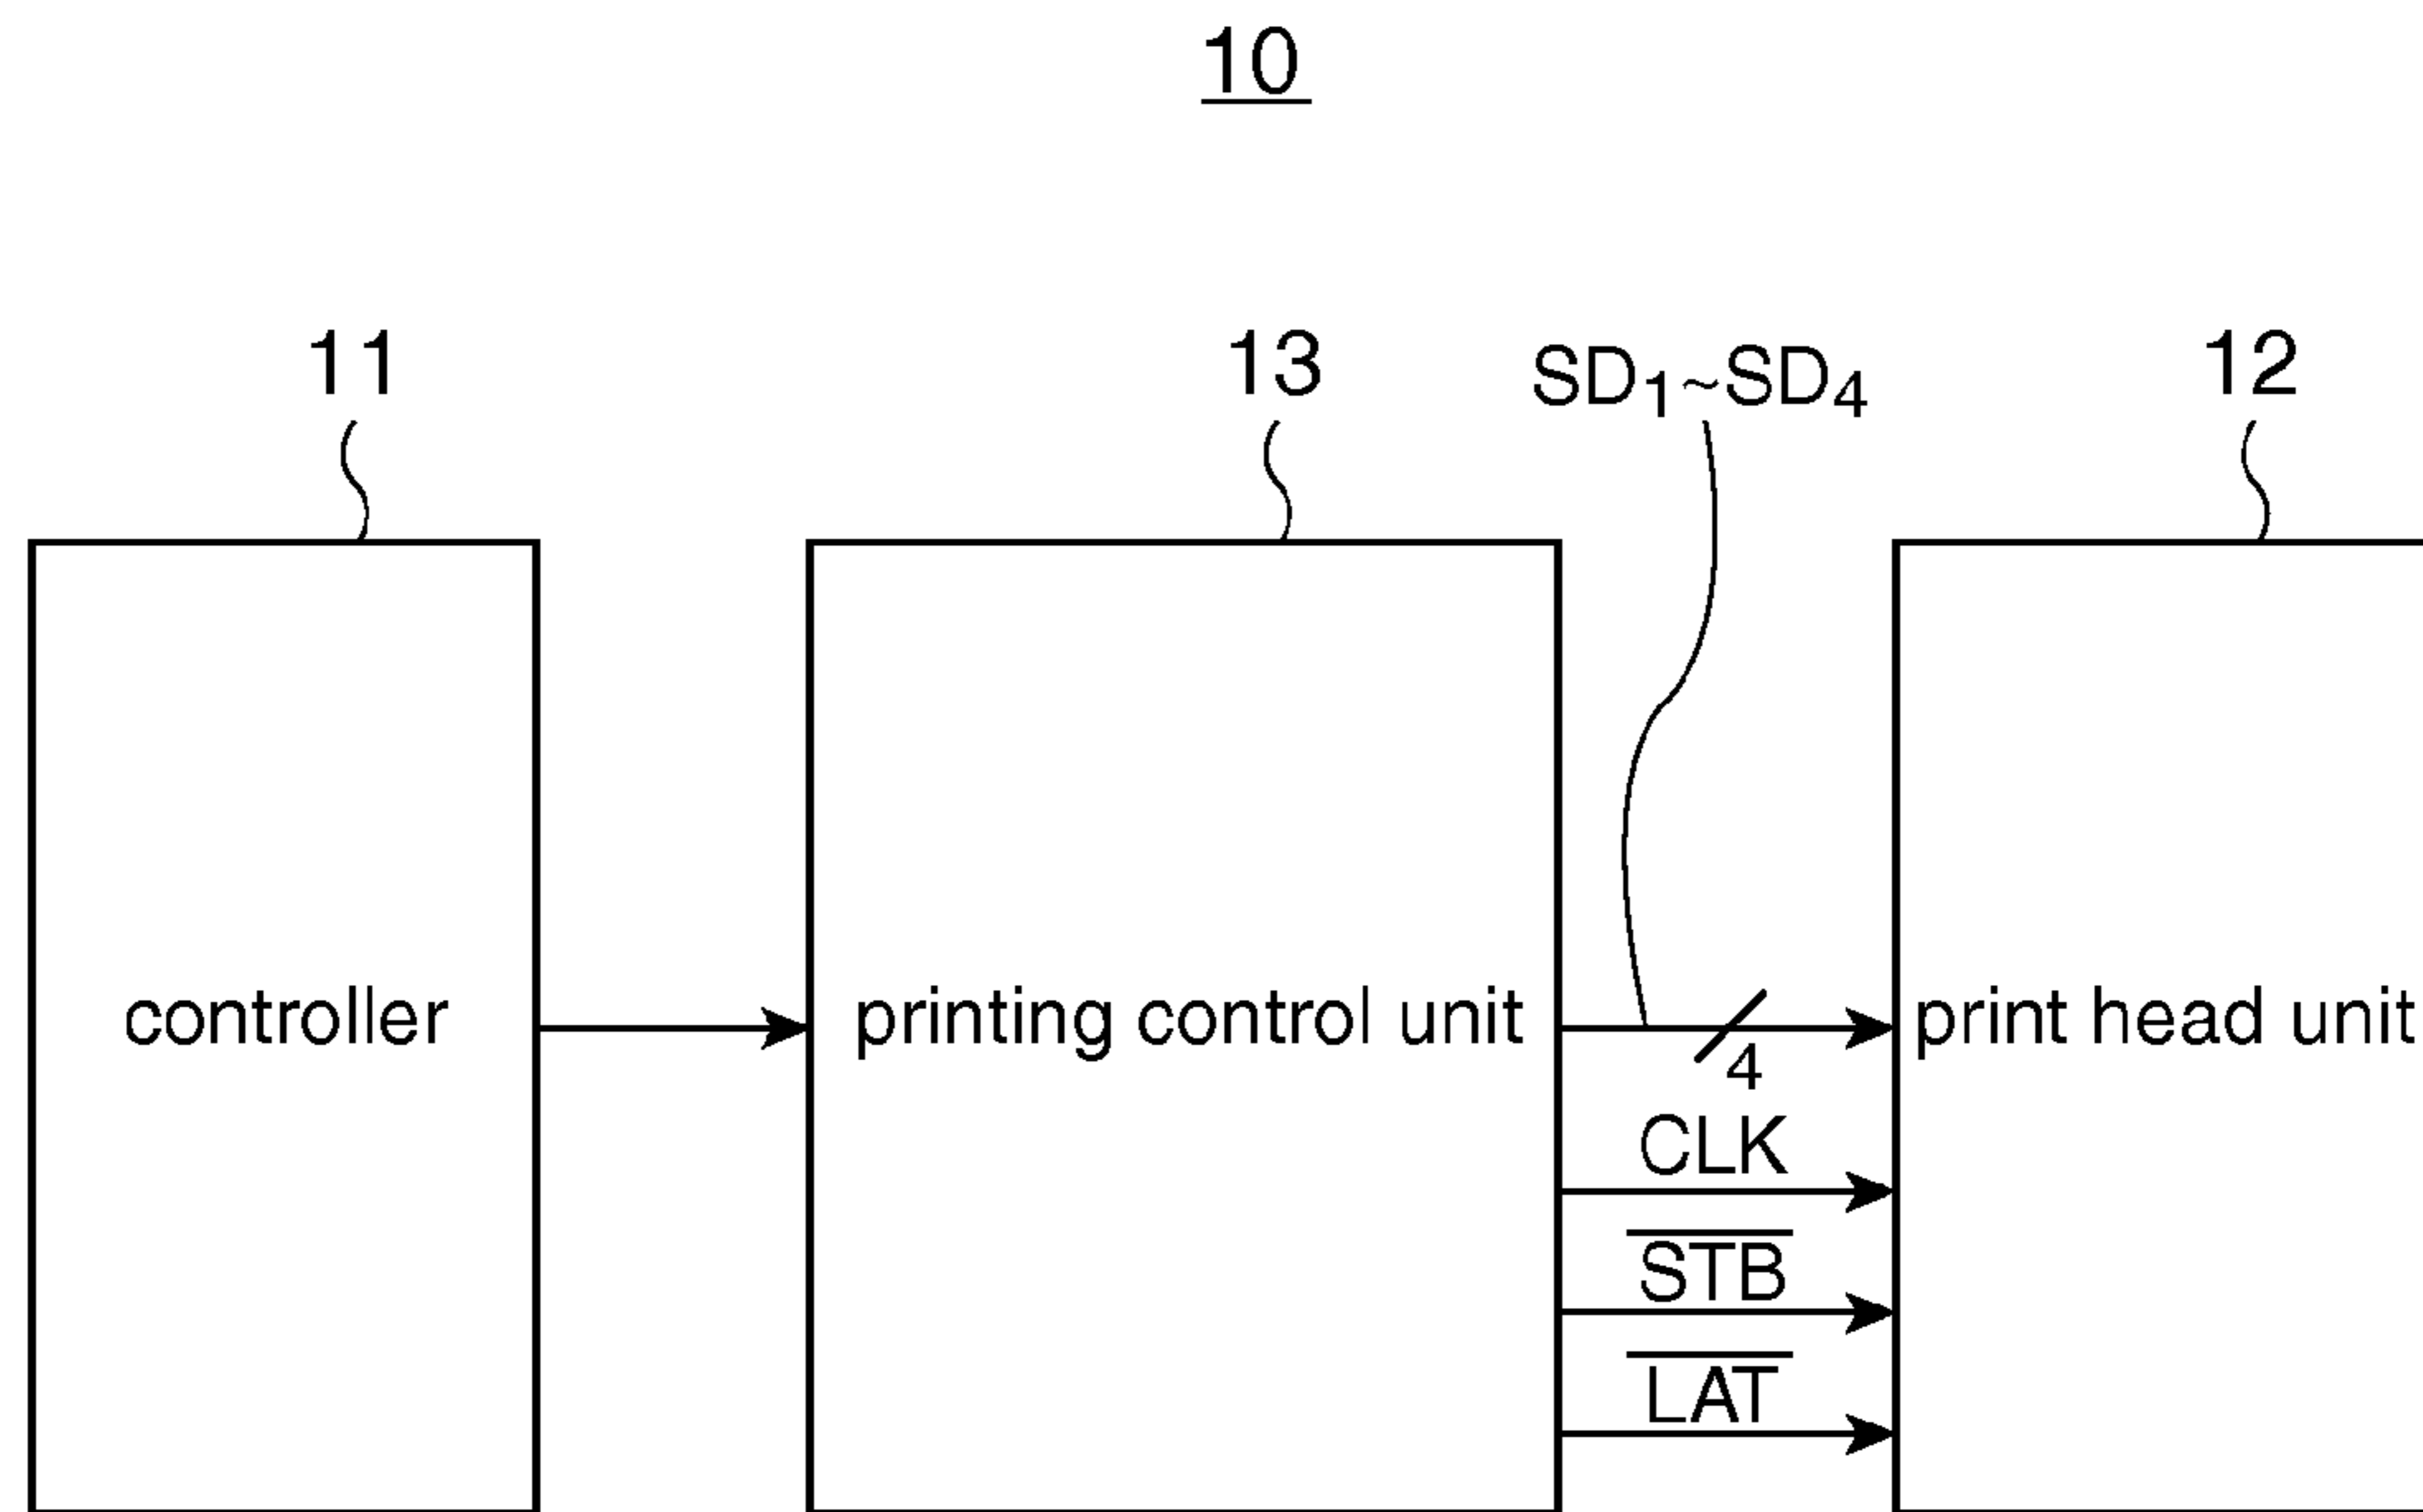 10
11
13
SD1~SD4
12
controller
printing control unit
print head unit
4
CLK
STB
LAT